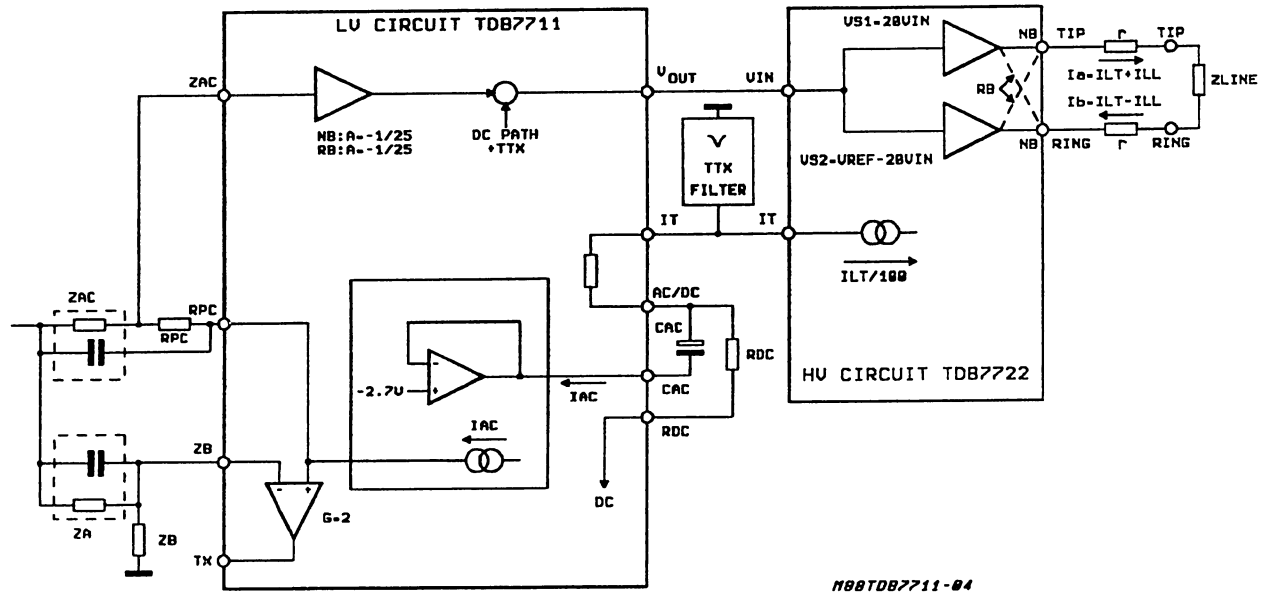 LV CIRCUIT TDB7711
VS1=20VIN
NB
TIP
r
TIP
ZAC
VOUT
VIN
Ia=ILT+ILL
ZLINE
RB
Ib=ILT-ILL
NB:A=-1/25
RB:A=-1/25
DC PATH
+TTX
TTX
FILTER
NB
RING
r
RING
VS2=VREF-20VIN
IT
IT
ILT/100
ZAC
RPC
RPC
AC/DC
CAC
RDC
-2.7V
-
+
IAC
CAC
HV CIRCUIT TDB7722
RDC
IAC
ZB
-
+
G=2
DC
ZA
ZB
TX
M88TDB7711-04